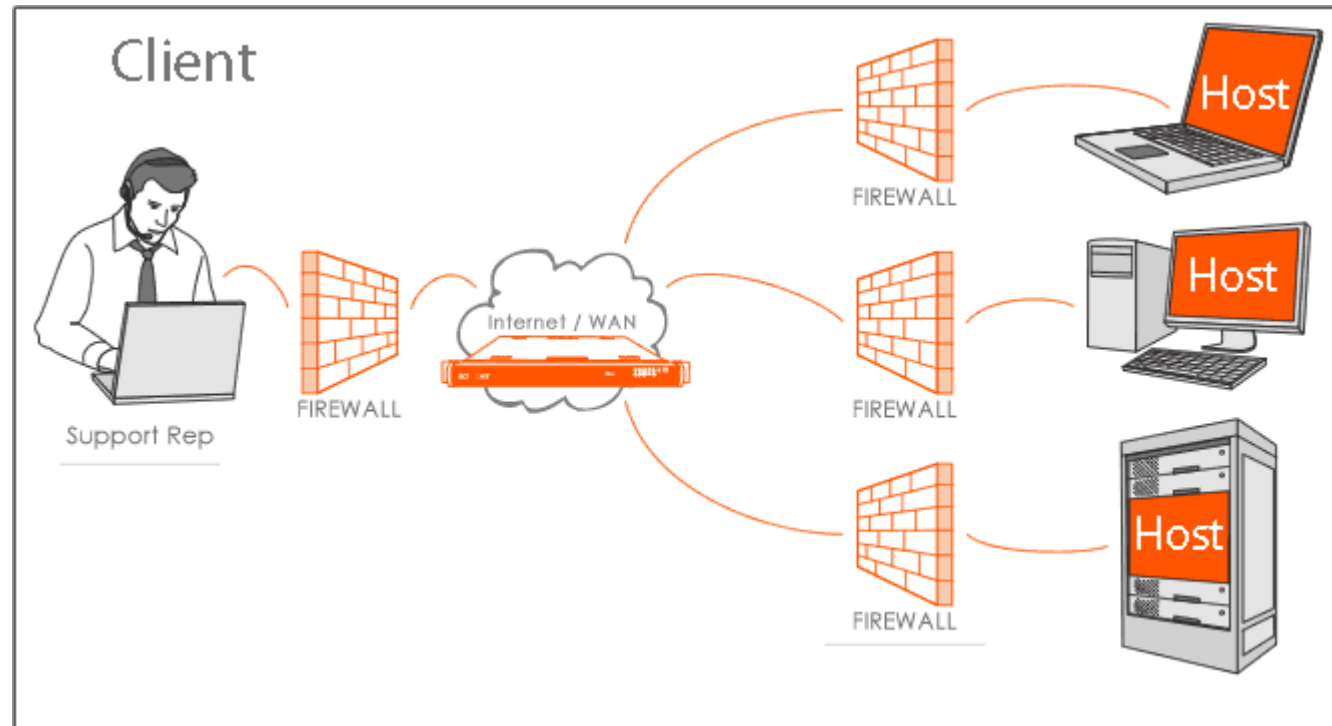 Client
Host
FIREWALL
Host
Internet / WAN
FIREWALL
FIREWALL
Support Rep
Host
FIREWALL